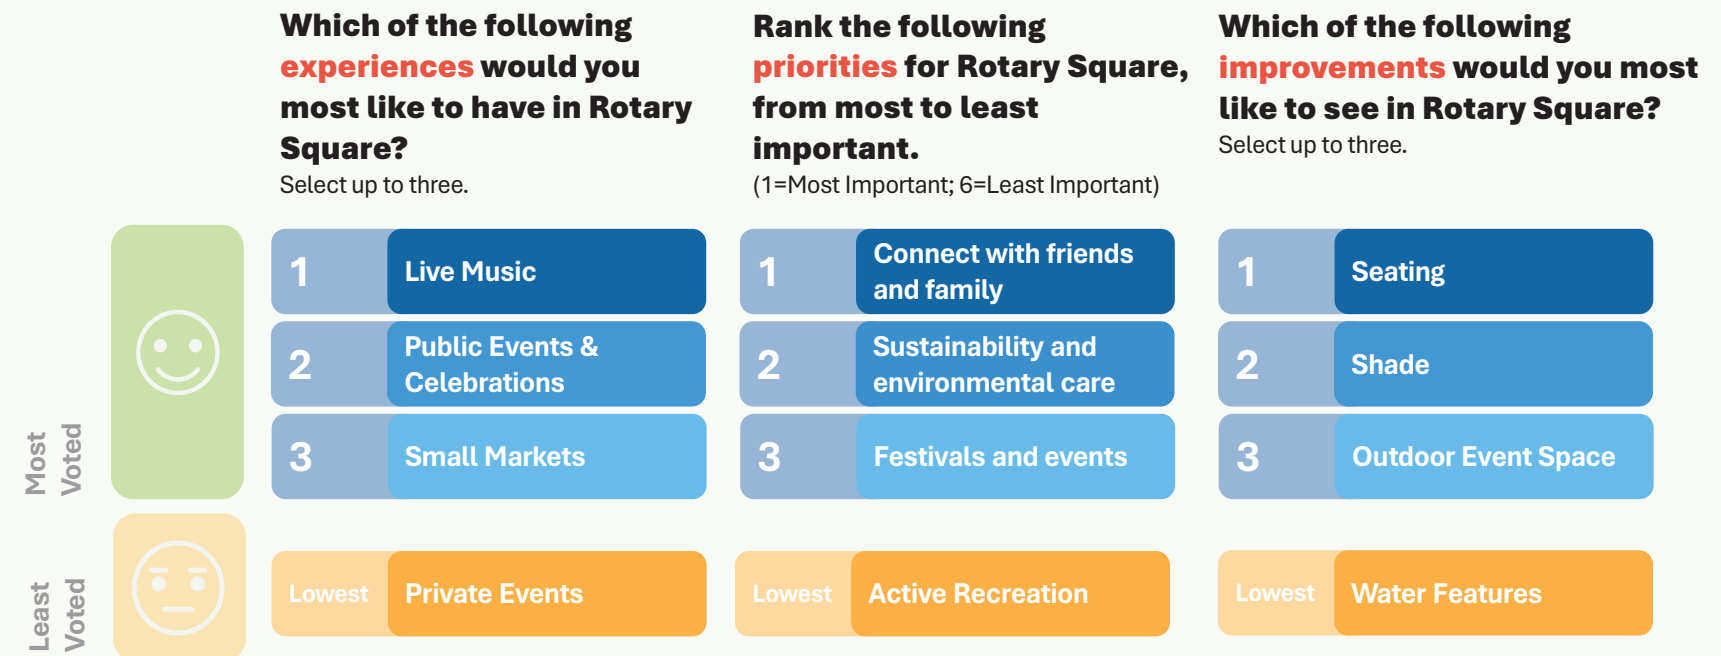 Which of the following
experiences would you
most like to have in Rotary
Square?
Select up to three.
Rank the following
priorities for Rotary Square,
from most to least
important.
(1=Most Important; 6=Least Important)
Which of the following
improvements would you most
like to see in Rotary Square?
Select up to three.
Most
Voted
1
Live Music
2
Public Events &
Celebrations
3
Small Markets
1
Connect with friends
and family
2
Sustainability and
environmental care
3
Festivals and events
1
Seating
2
Shade
3
Outdoor Event Space
Least
Voted
Lowest
Private Events
Lowest
Active Recreation
Lowest
Water Features